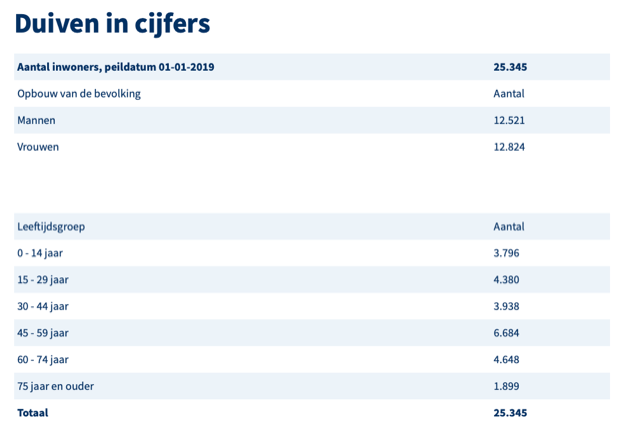 Duiven in cijfers
Aantal inwoners, peildatum 01-01-2019 25.345
Opbouw van de bevolking Aantal
Mannen 12.521
Vrouwen 12.824
Leeftijdsgroep Aantal
0 - 14 jaar 3.796
15 - 29 jaar 4.380
30 - 44 jaar 3.938
45 - 59 jaar 6.684
60 - 74 jaar 4.648
75 jaar en ouder 1.899
Totaal 25.345